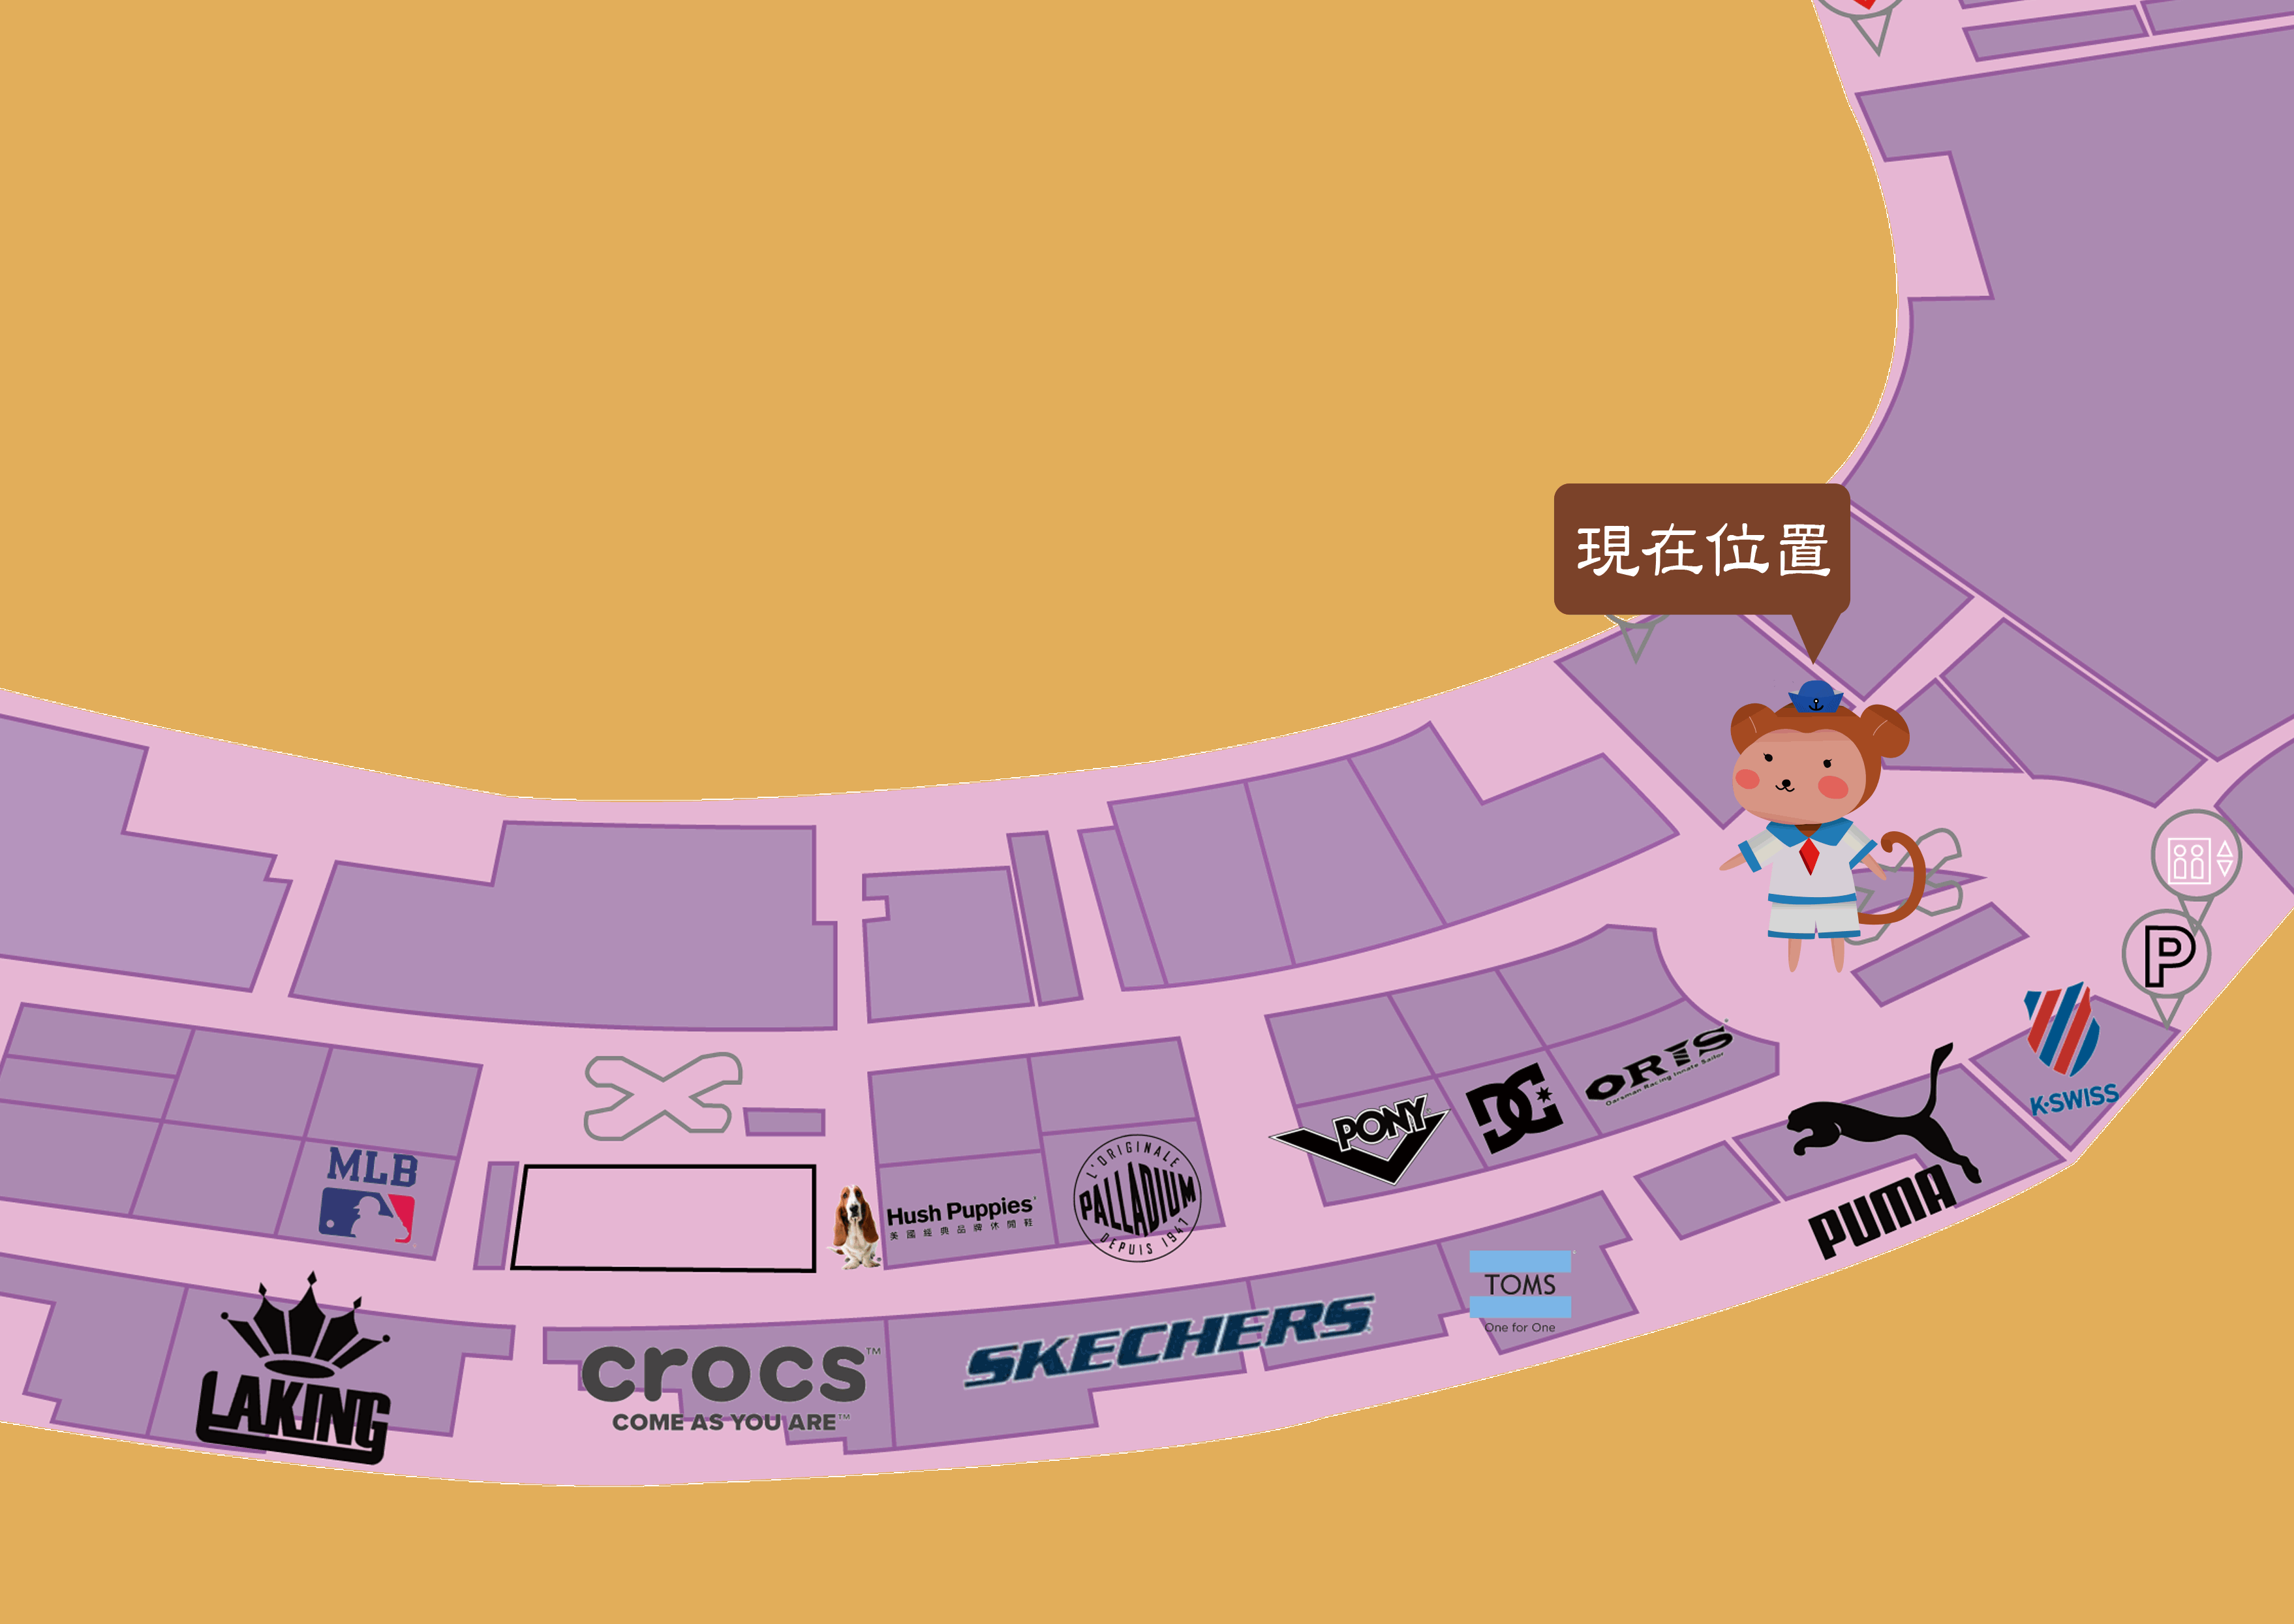 現在位置
P
K·SWISS
ORIS
Oarsman Racing Innate Sailor
DC
PONY
PUMA
MLB
Hush Puppies
美國經典品牌休閒鞋
L'ORIGINALE
PALLADIUM
DEPUIS 1947
TOMS
One for One
SKECHERS
crocs™
COME AS YOU ARE™
LAKING